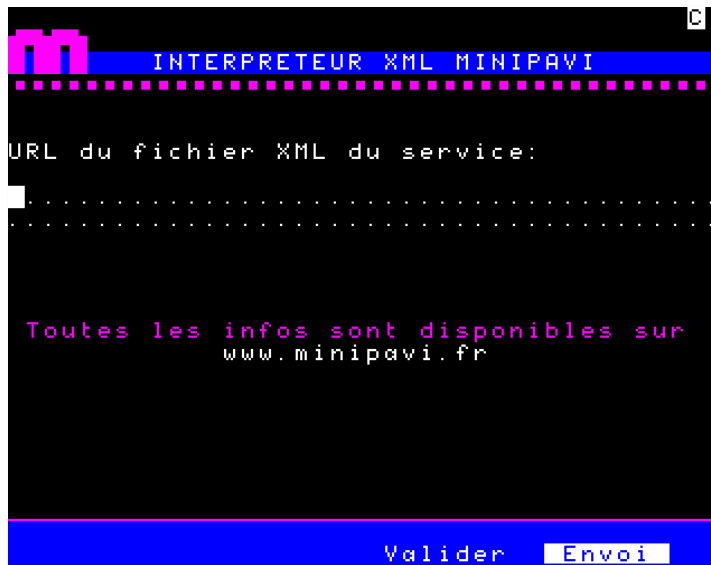 C
INTERPRETEUR XML MINIPAVI
URL du fichier XML du service:
........................................
........................................
Toutes les infos sont disponibles sur
www.minipavi.fr
Valider Envoi